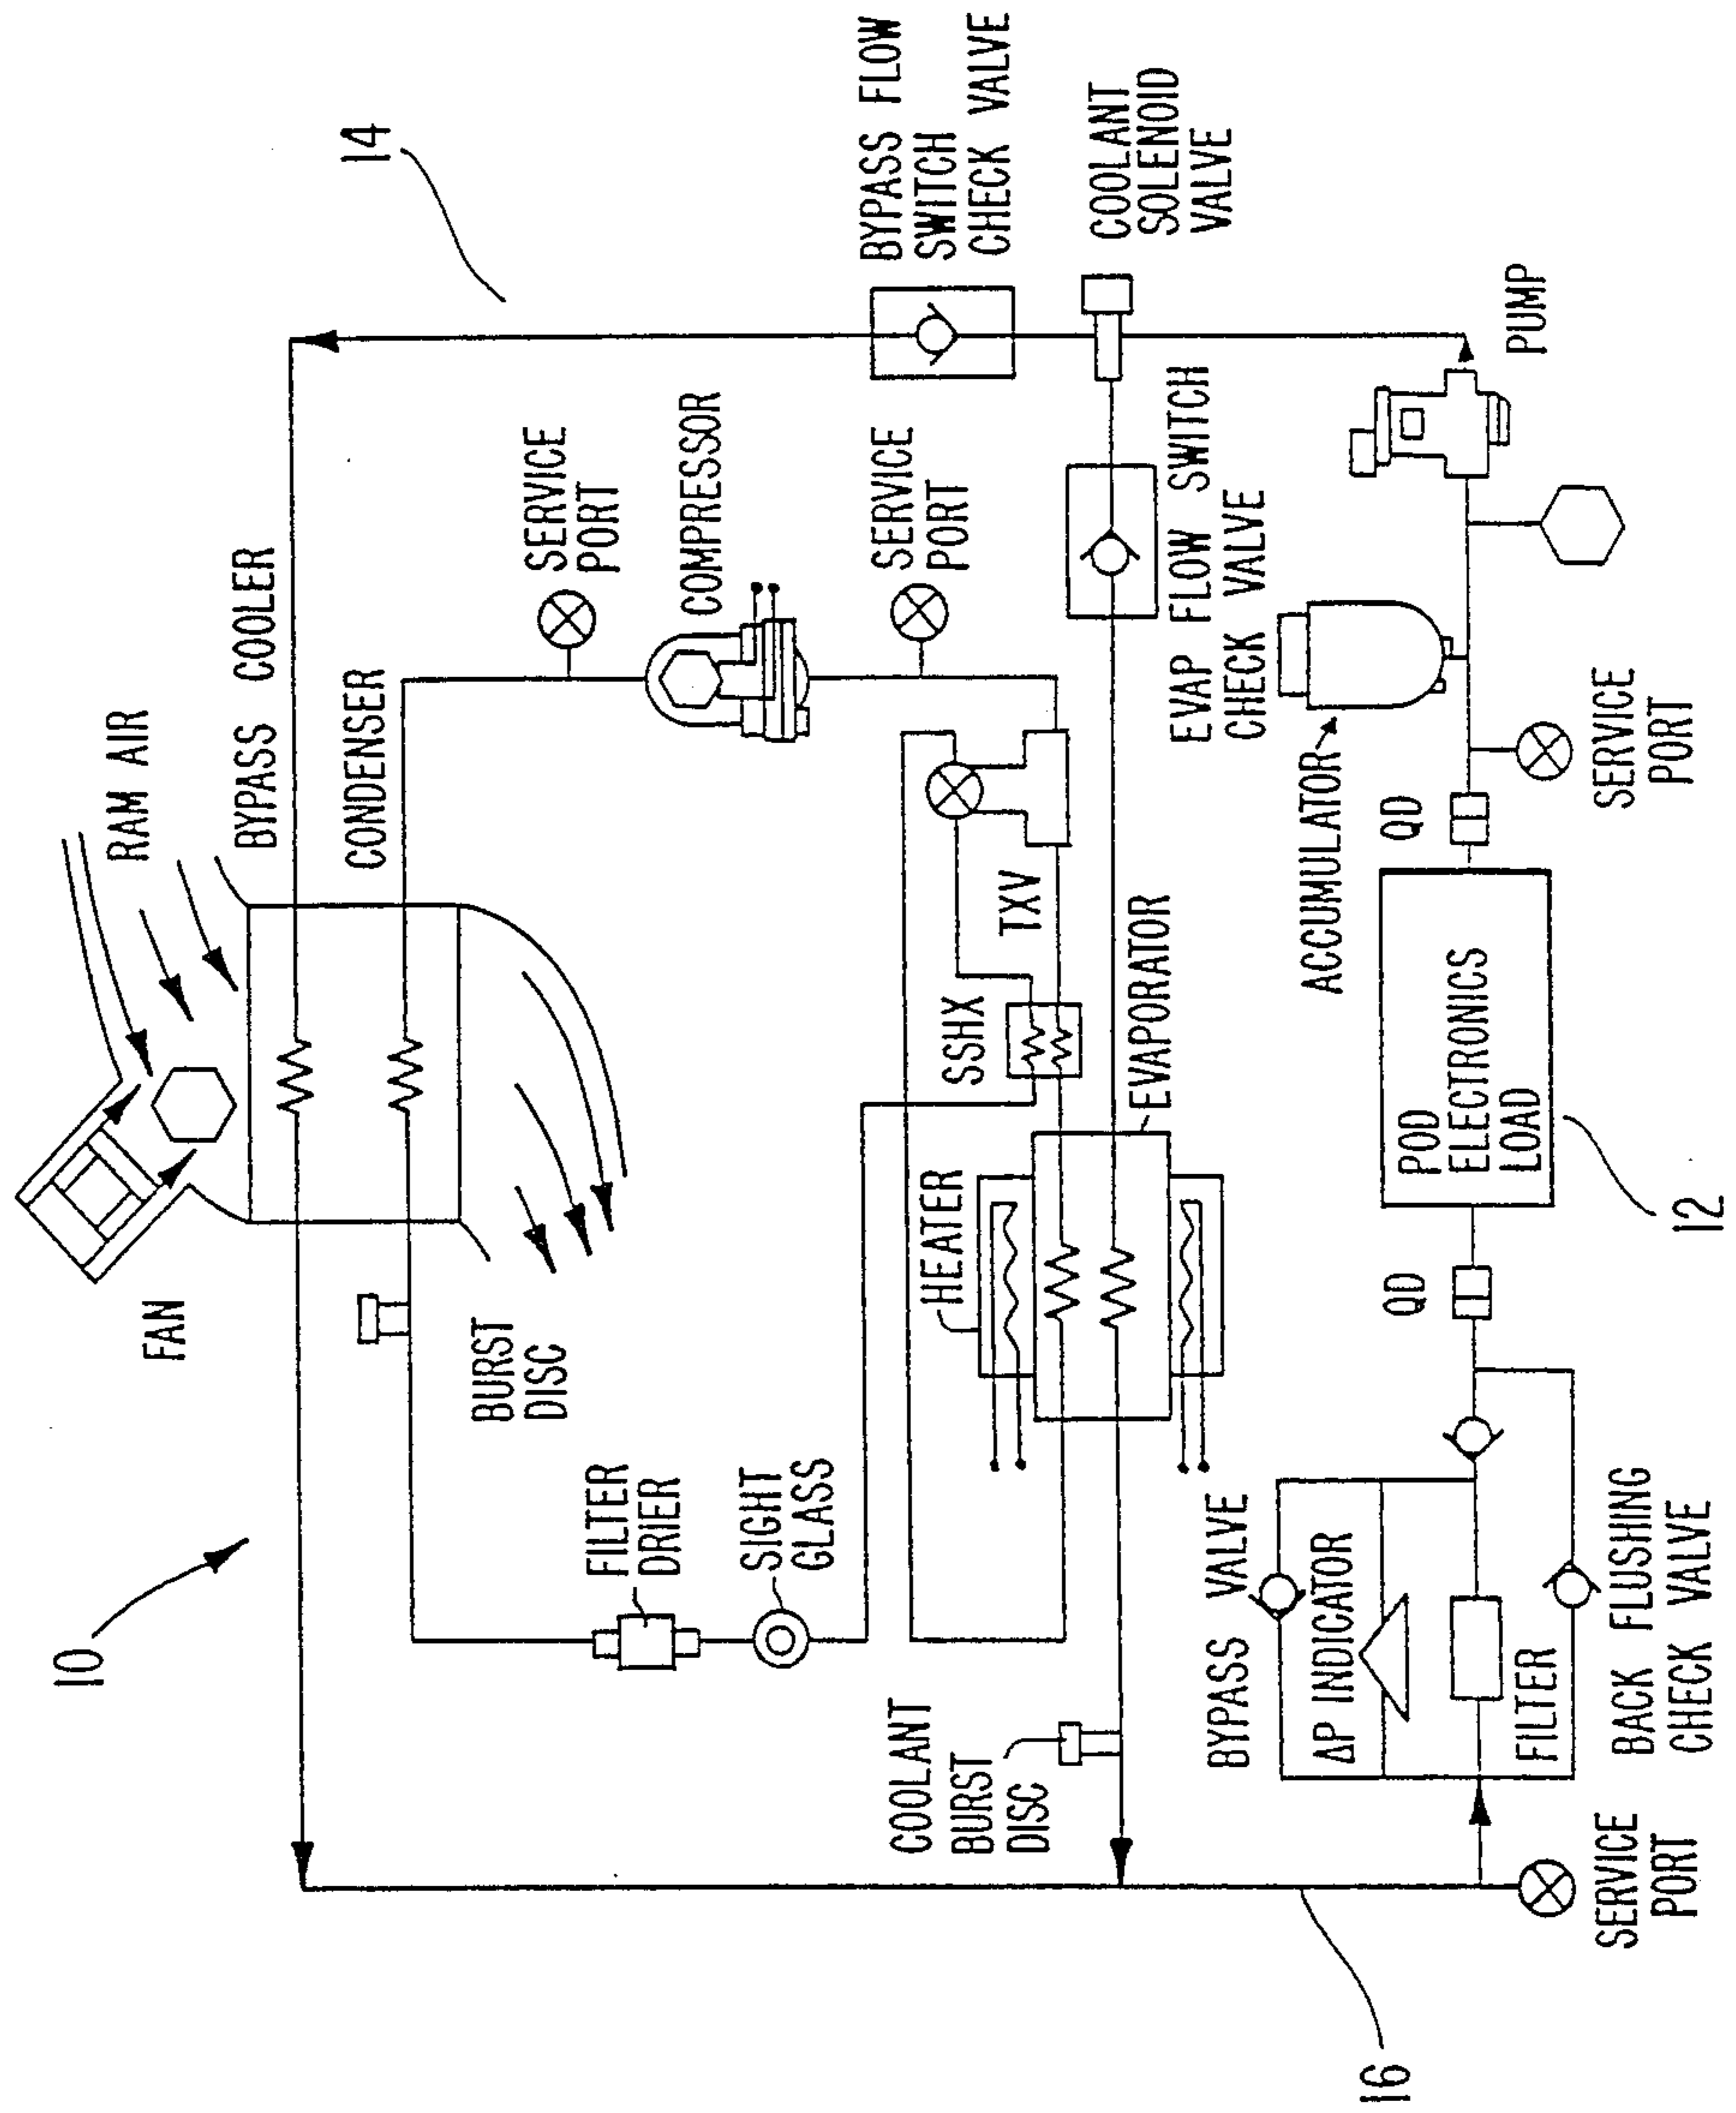 10
14
FAN
RAM AIR
BYPASS COOLER
CONDENSER
BURST
DISC
SERVICE
PORT
FILTER
DRIER
COMPRESSOR
SIGHT
GLASS
SERVICE
PORT
BYPASS FLOW
SWITCH
CHECK VALVE
HEATER
SSHX
TXV
COOLANT
BURST
DISC
EVAPORATOR
COOLANT
SOLENOID
VALVE
EVAP FLOW SWITCH
CHECK VALVE
BYPASS VALVE
ΔP INDICATOR
FILTER
BACK FLUSHING
CHECK VALVE
QD
POD
ELECTRONICS
LOAD
QD
ACCUMULATOR
PUMP
SERVICE
PORT
SERVICE
PORT
12
16